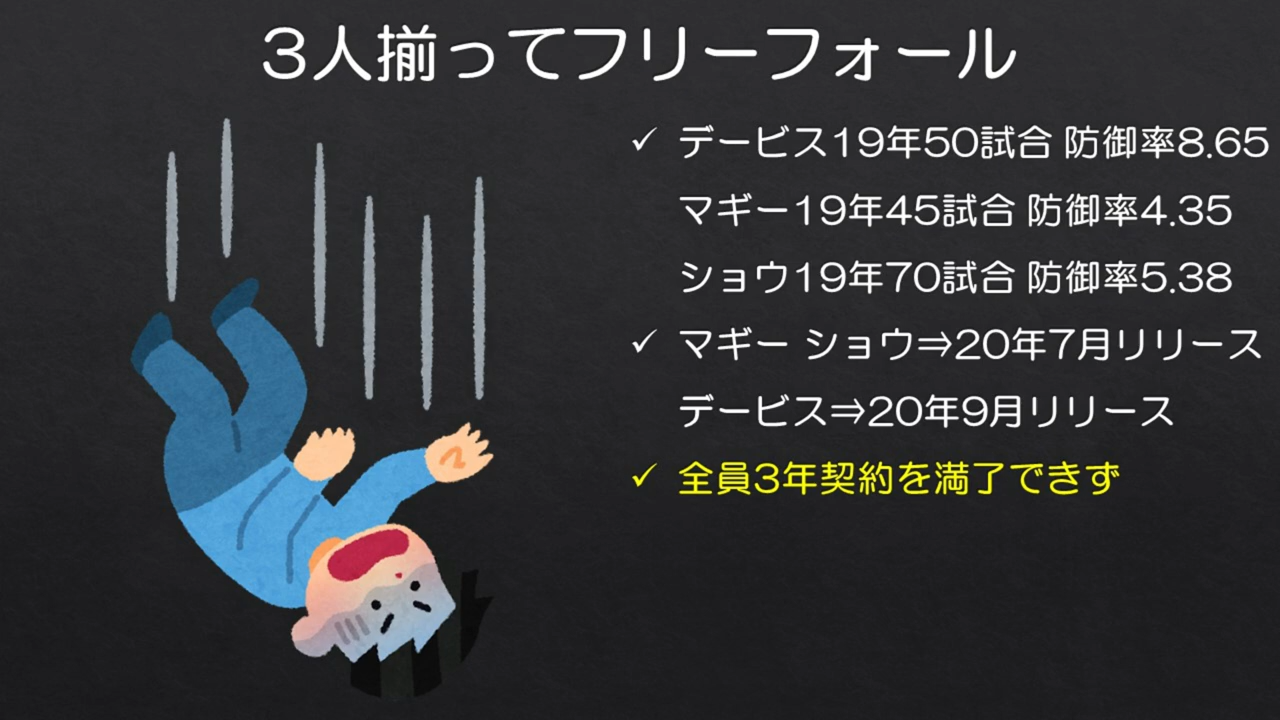 3人揃ってフリーフォール
✓ デービス19年50試合 防御率8.65
マギー19年45試合 防御率4.35
ショウ19年70試合 防御率5.38
✓ マギー ショウ⇒20年7月リリース
デービス⇒20年9月リリース
✓ 全員3年契約を満了できず